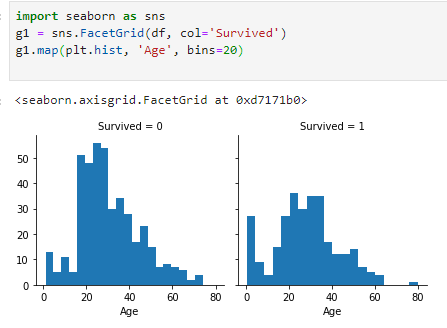 import seaborn as sns
g1 = sns.FacetGrid(df, col='Survived')
g1.map(plt.hist, 'Age', bins=20)
<seaborn.axisgrid.FacetGrid at 0xd7171b0>
Survived = 0
Survived = 1
50
40
30
20
10
0
0 20 40 60 80
0 20 40 60 80
Age
Age